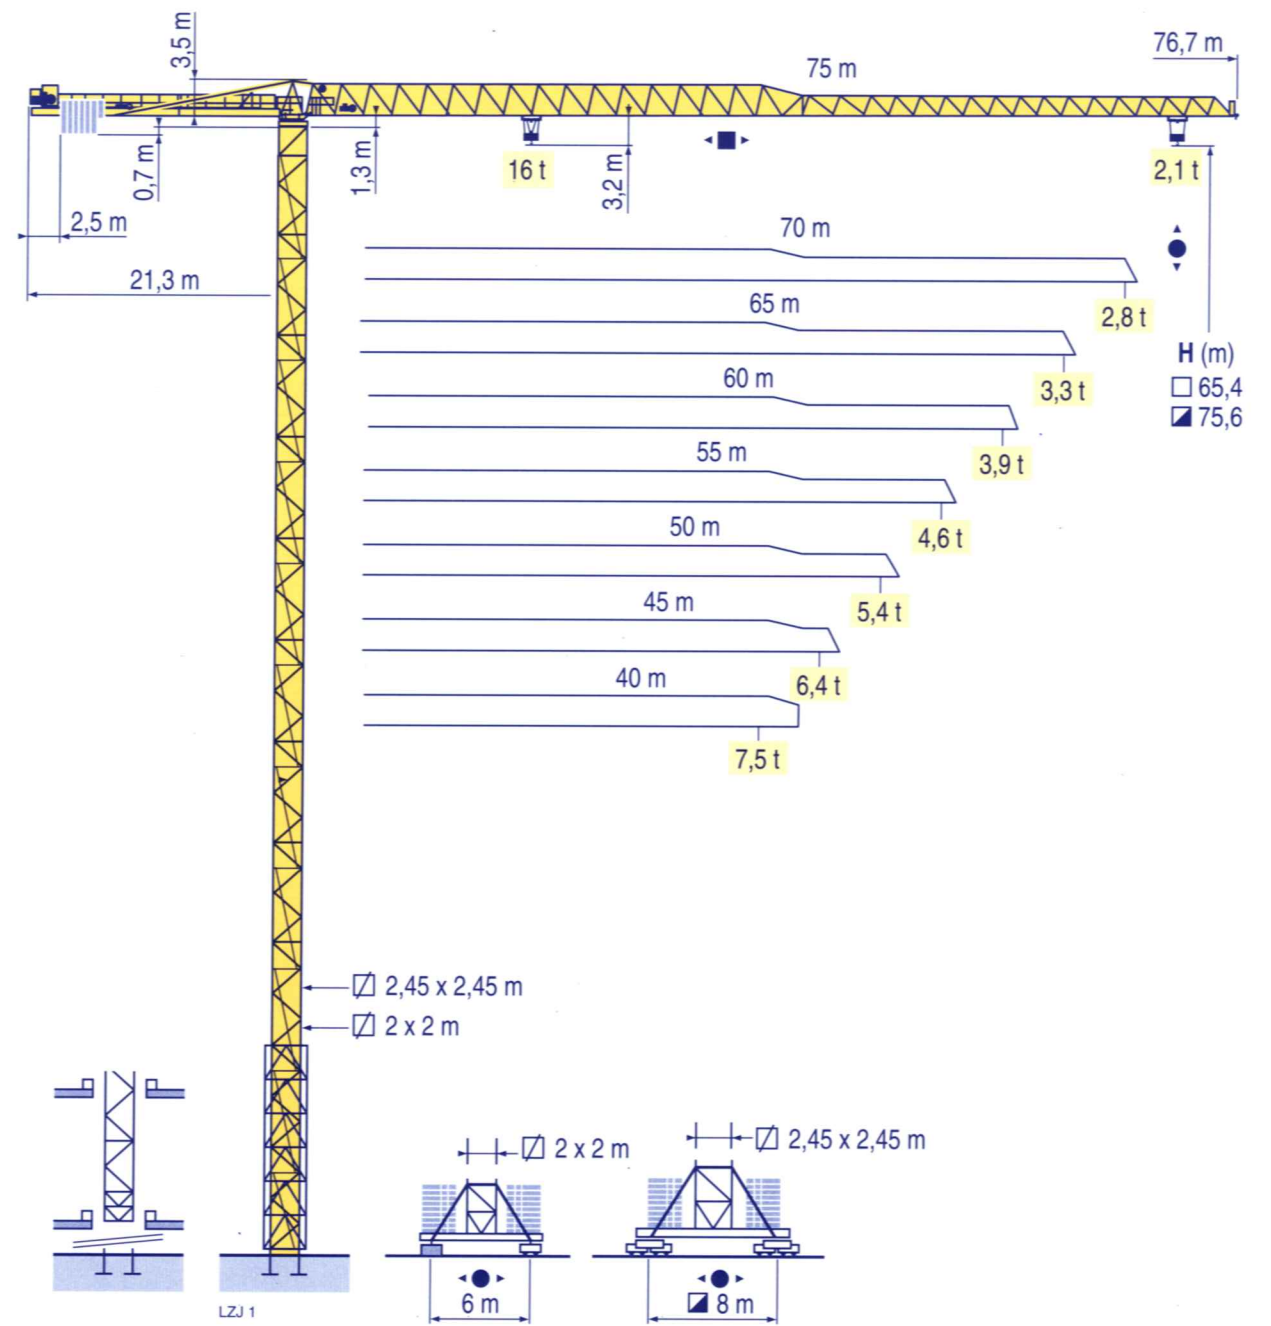 3,5 m
75 m
76,7 m
0,7 m
1,3 m
16 t
3,2 m
2,1 t
2,5 m
21,3 m
70 m
2,8 t
65 m
3,3 t
H (m)
65,4
75,6
60 m
3,9 t
55 m
4,6 t
50 m
5,4 t
45 m
6,4 t
40 m
7,5 t
2,45 x 2,45 m
2 x 2 m
2 x 2 m
2,45 x 2,45 m
6 m
8 m
LZJ 1